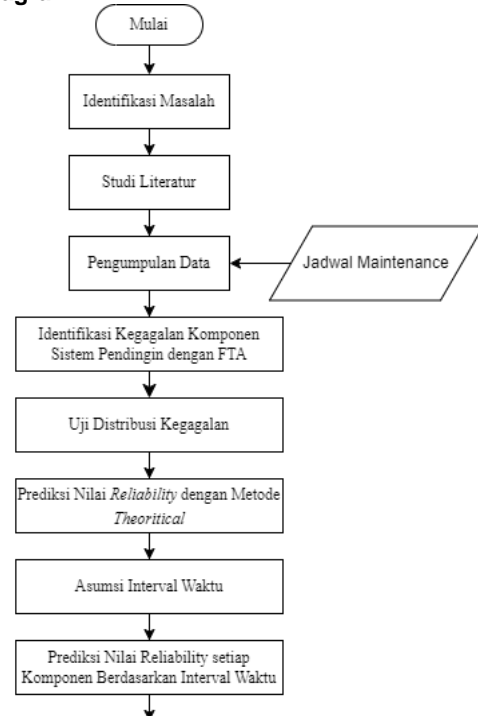 Mulai
Identifikasi Masalah
Studi Literatur
Pengumpulan Data
Jadwal Maintenance
Identifikasi Kegagalan Komponen
Sistem Pendingin dengan FTA
Uji Distribusi Kegagalan
Prediksi Nilai Reliability dengan Metode
Theoritical
Asumsi Interval Waktu
Prediksi Nilai Reliability setiap
Komponen Berdasarkan Interval Waktu